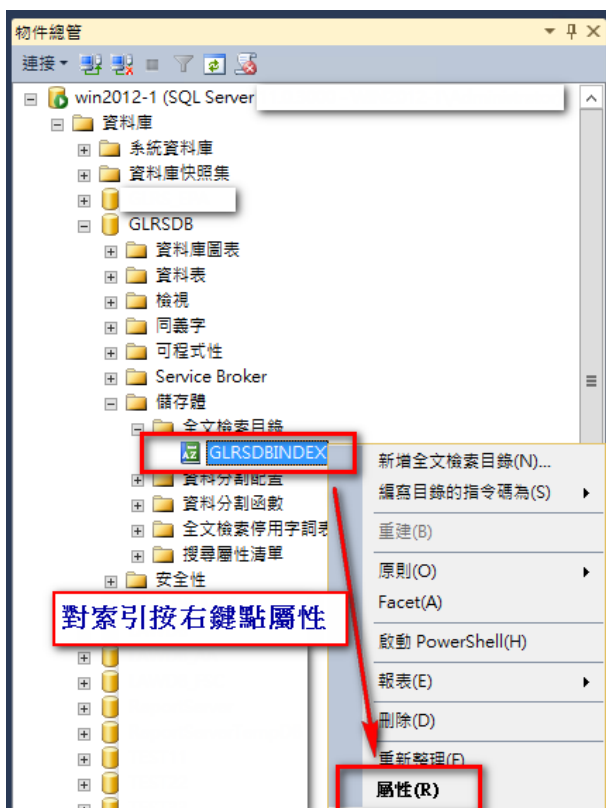 物件總管
連接
win2012-1 (SQL Server
資料庫
系統資料庫
資料庫快照集
GLRSDB
資料庫圖表
資料表
檢視
同義字
可程式性
Service Broker
儲存體
全文檢索目錄
GLRSDBINDEX
資料分割配置
資料分割函數
全文檢索停用字詞表
搜尋屬性清單
安全性
對索引按右鍵點屬性
新增全文檢索目錄(N)...
編寫目錄的指令碼為(S)
重建(B)
原則(O)
Facet(A)
啟動 PowerShell(H)
報表(E)
刪除(D)
重新整理(F)
屬性(R)